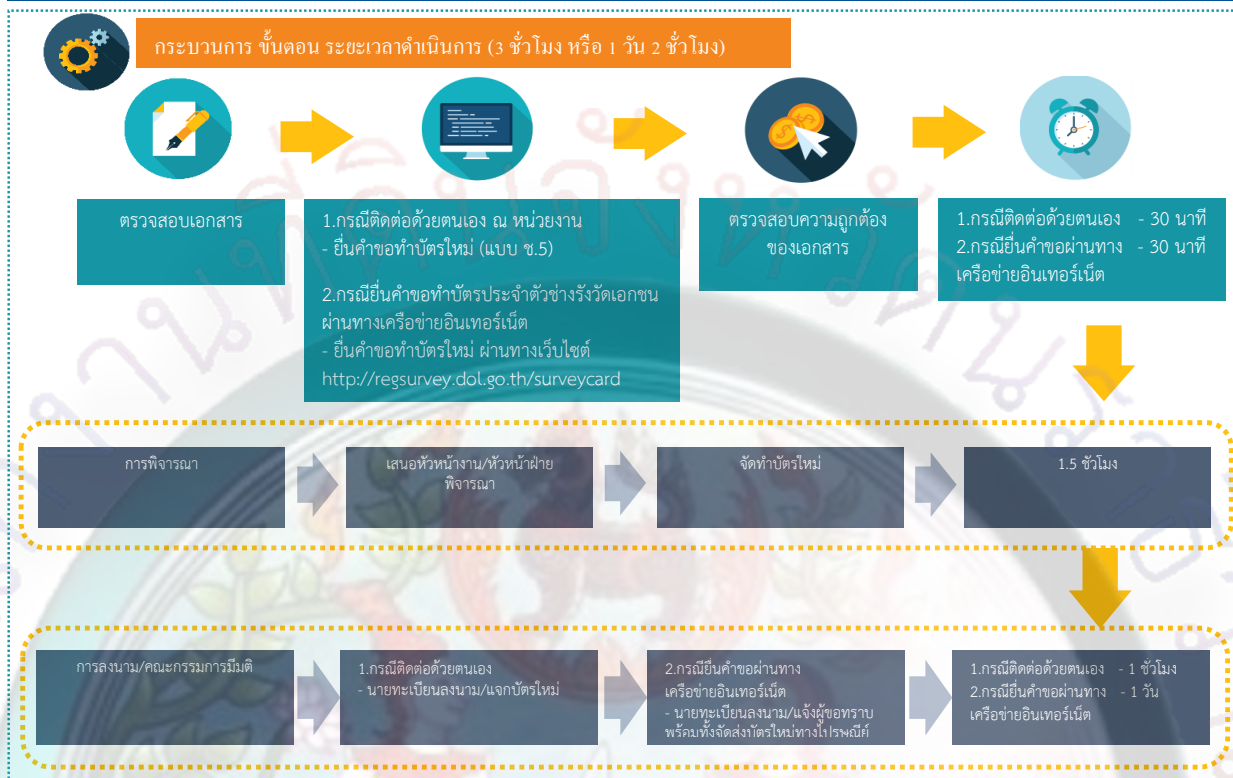 กระบวนการ ขั้นตอน ระยะเวลาดำเนินการ (3 ชั่วโมง หรือ 1 วัน 2 ชั่วโมง)
ตรวจสอบเอกสาร
1.กรณีติดต่อด้วยตนเอง ณ หน่วยงาน
- ยื่นคำขอทำบัตรใหม่ (แบบ ช.5)
2.กรณียื่นคำขอทำบัตรประจำตัวช่างรังวัดเอกชน
ผ่านทางเครือข่ายอินเทอร์เน็ต
- ยื่นคำขอทำบัตรใหม่ ผ่านทางเว็บไซต์
http://regsurvey.dol.go.th/surveycard
ตรวจสอบความถูกต้อง
ของเอกสาร
1.กรณีติดต่อด้วยตนเอง - 30 นาที
2.กรณียื่นคำขอผ่านทาง - 30 นาที
เครือข่ายอินเทอร์เน็ต
การพิจารณา
เสนอหัวหน้างาน/หัวหน้าฝ่าย
พิจารณา
จัดทำบัตรใหม่
1.5 ชั่วโมง
การลงนาม/คณะกรรมการมีมติ
1.กรณีติดต่อด้วยตนเอง
- นายทะเบียนลงนาม/แจกบัตรใหม่
2.กรณียื่นคำขอผ่านทาง
เครือข่ายอินเทอร์เน็ต
- นายทะเบียนลงนาม/แจ้งผู้ขอทราบ
พร้อมทั้งจัดส่งบัตรใหม่ทางไปรษณีย์
1.กรณีติดต่อด้วยตนเอง - 1 ชั่วโมง
2.กรณียื่นคำขอผ่านทาง - 1 วัน
เครือข่ายอินเทอร์เน็ต